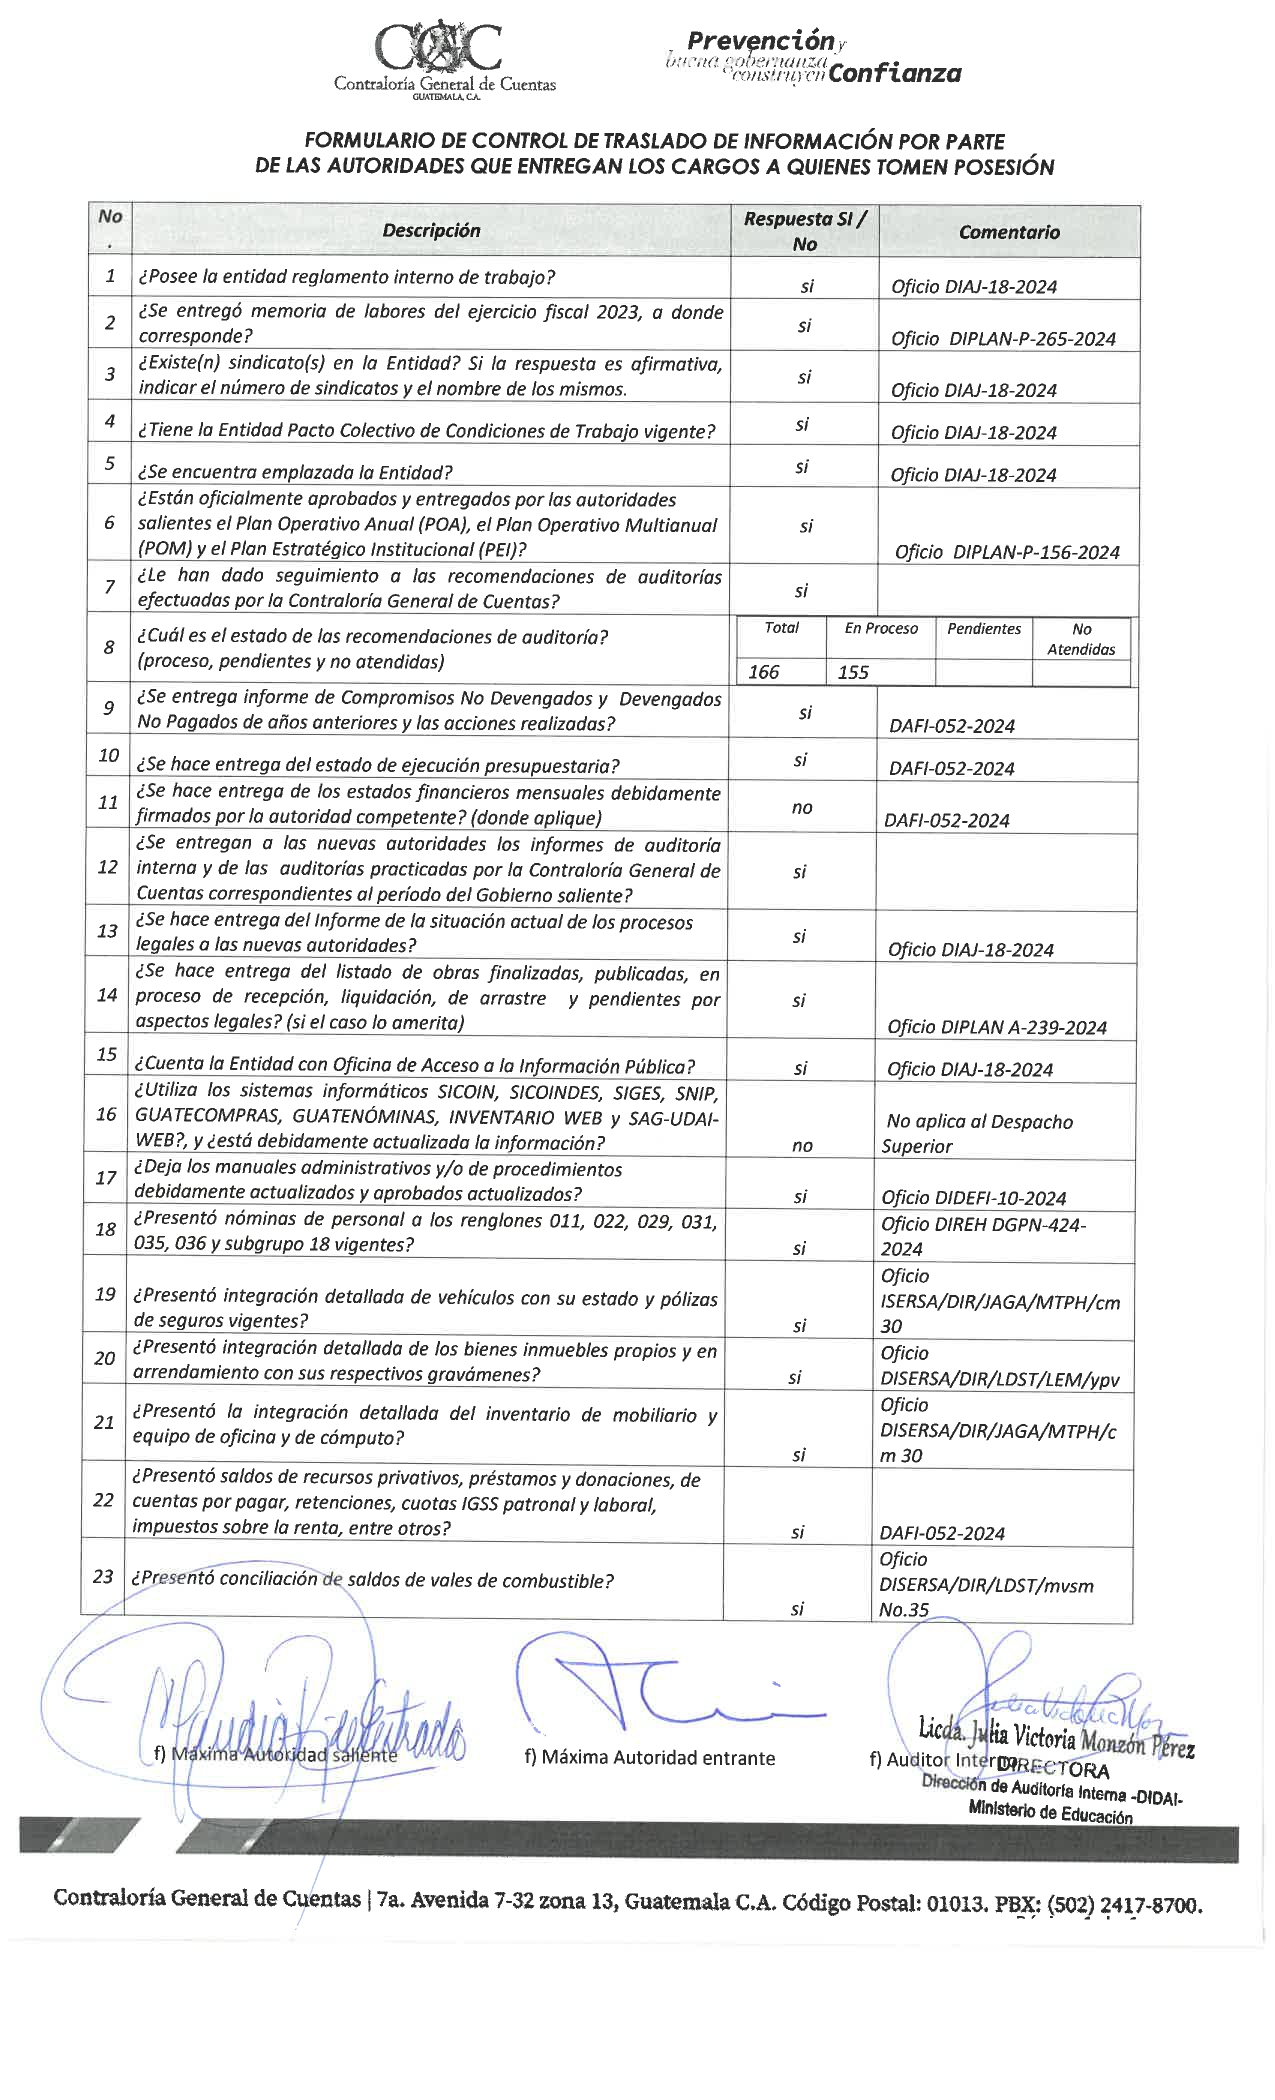 CGC
Contraloría General de Cuentas
GUATEMALA, C.A.
Prevención y
buena gobernanza
construyen Confianza
FORMULARIO DE CONTROL DE TRASLADO DE INFORMACIÓN POR PARTE
DE LAS AUTORIDADES QUE ENTREGAN LOS CARGOS A QUIENES TOMEN POSESIÓN
No. Descripción Respuesta SI / No Comentario
1 ¿Posee la entidad reglamento interno de trabajo? si Oficio DIAJ-18-2024
2 ¿Se entregó memoria de labores del ejercicio fiscal 2023, a donde
corresponde? si Oficio DIPLAN-P-265-2024
3 ¿Existe(n) sindicato(s) en la Entidad? Si la respuesta es afirmativa,
indicar el número de sindicatos y el nombre de los mismos. si Oficio DIAJ-18-2024
4 ¿Tiene la Entidad Pacto Colectivo de Condiciones de Trabajo vigente? si Oficio DIAJ-18-2024
5 ¿Se encuentra emplazada la Entidad? si Oficio DIAJ-18-2024
6 ¿Están oficialmente aprobados y entregados por las autoridades
salientes el Plan Operativo Anual (POA), el Plan Operativo Multianual
(POM) y el Plan Estratégico Institucional (PEI)? si Oficio DIPLAN-P-156-2024
7 ¿Le han dado seguimiento a las recomendaciones de auditorías
efectuadas por la Contraloría General de Cuentas? si
8 ¿Cuál es el estado de las recomendaciones de auditoría?
(proceso, pendientes y no atendidas)
Total En Proceso Pendientes No Atendidas
166 155
9 ¿Se entrega informe de Compromisos No Devengados y Devengados
No Pagados de años anteriores y las acciones realizadas? si DAFI-052-2024
10 ¿Se hace entrega del estado de ejecución presupuestaria? si DAFI-052-2024
11 ¿Se hace entrega de los estados financieros mensuales debidamente
firmados por la autoridad competente? (donde aplique) no DAFI-052-2024
12 ¿Se entregan a las nuevas autoridades los informes de auditoría
interna y de las auditorías practicadas por la Contraloría General de
Cuentas correspondientes al período del Gobierno saliente? si
13 ¿Se hace entrega del Informe de la situación actual de los procesos
legales a las nuevas autoridades? si Oficio DIAJ-18-2024
14 ¿Se hace entrega del listado de obras finalizadas, publicadas, en
proceso de recepción, liquidación, de arrastre y pendientes por
aspectos legales? (si el caso lo amerita) si Oficio DIPLAN A-239-2024
15 ¿Cuenta la Entidad con Oficina de Acceso a la Información Pública? si Oficio DIAJ-18-2024
16 ¿Utiliza los sistemas informáticos SICOIN, SICOINDES, SIGES, SNIP,
GUATECOMPRAS, GUATENÓMINAS, INVENTARIO WEB y SAG-UDAI-
WEB?, y ¿está debidamente actualizada la información? no No aplica al Despacho
Superior
17 ¿Deja los manuales administrativos y/o de procedimientos
debidamente actualizados y aprobados actualizados? si Oficio DIDEFI-10-2024
18 ¿Presentó nóminas de personal a los renglones 011, 022, 029, 031,
035, 036 y subgrupo 18 vigentes? si Oficio DIREH DGPN-424-
2024
19 ¿Presentó integración detallada de vehículos con su estado y pólizas
de seguros vigentes? si Oficio
ISERSA/DIR/JAGA/MTPH/cm
30
20 ¿Presentó integración detallada de los bienes inmuebles propios y en
arrendamiento con sus respectivos gravámenes? si Oficio
DISERSA/DIR/LDST/LEM/ypv
21 ¿Presentó la integración detallada del inventario de mobiliario y
equipo de oficina y de cómputo? si Oficio
DISERSA/DIR/JAGA/MTPH/c
m 30
22 ¿Presentó saldos de recursos privativos, préstamos y donaciones, de
cuentas por pagar, retenciones, cuotas IGSS patronal y laboral,
impuestos sobre la renta, entre otros? si DAFI-052-2024
23 ¿Presentó conciliación de saldos de vales de combustible? si Oficio
DISERSA/DIR/LDST/mvsm
No.35
f) Máxima Autoridad saliente
f) Máxima Autoridad entrante
Licda. Julia Victoria Monzón Pérez
f) Auditor Interno
DIRECTORA
Dirección de Auditoría Interna -DIDAI-
Ministerio de Educación
Contraloría General de Cuentas | 7a. Avenida 7-32 zona 13, Guatemala C.A. Código Postal: 01013. PBX: (502) 2417-8700.